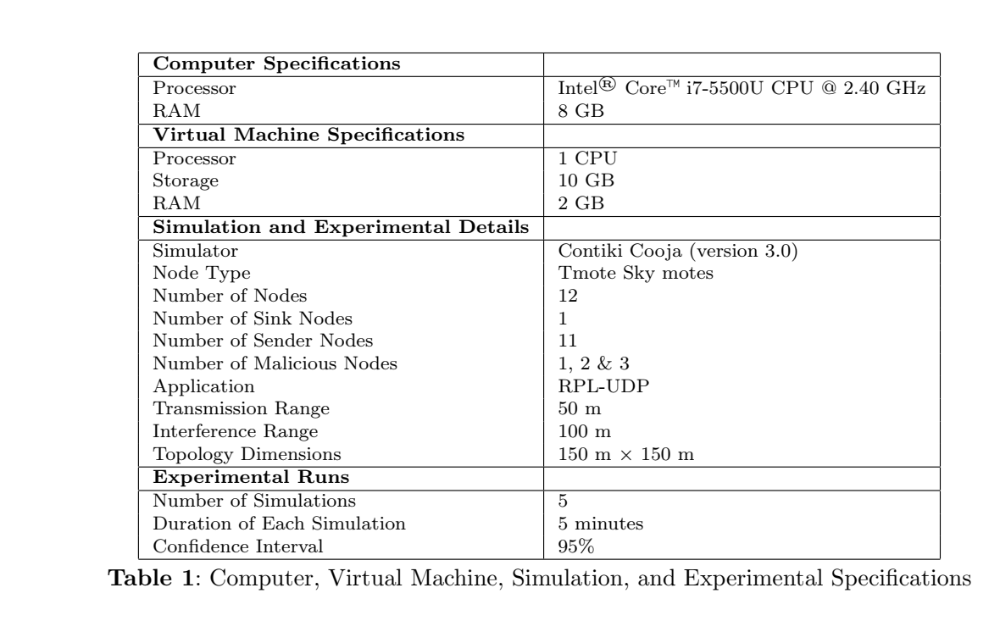 Computer Specifications
Processor Intel® Core™ i7-5500U CPU @ 2.40 GHz
RAM 8 GB
Virtual Machine Specifications
Processor 1 CPU
Storage 10 GB
RAM 2 GB
Simulation and Experimental Details
Simulator Contiki Cooja (version 3.0)
Node Type Tmote Sky motes
Number of Nodes 12
Number of Sink Nodes 1
Number of Sender Nodes 11
Number of Malicious Nodes 1, 2 & 3
Application RPL-UDP
Transmission Range 50 m
Interference Range 100 m
Topology Dimensions 150 m × 150 m
Experimental Runs
Number of Simulations 5
Duration of Each Simulation 5 minutes
Confidence Interval 95%
Table 1: Computer, Virtual Machine, Simulation, and Experimental Specifications